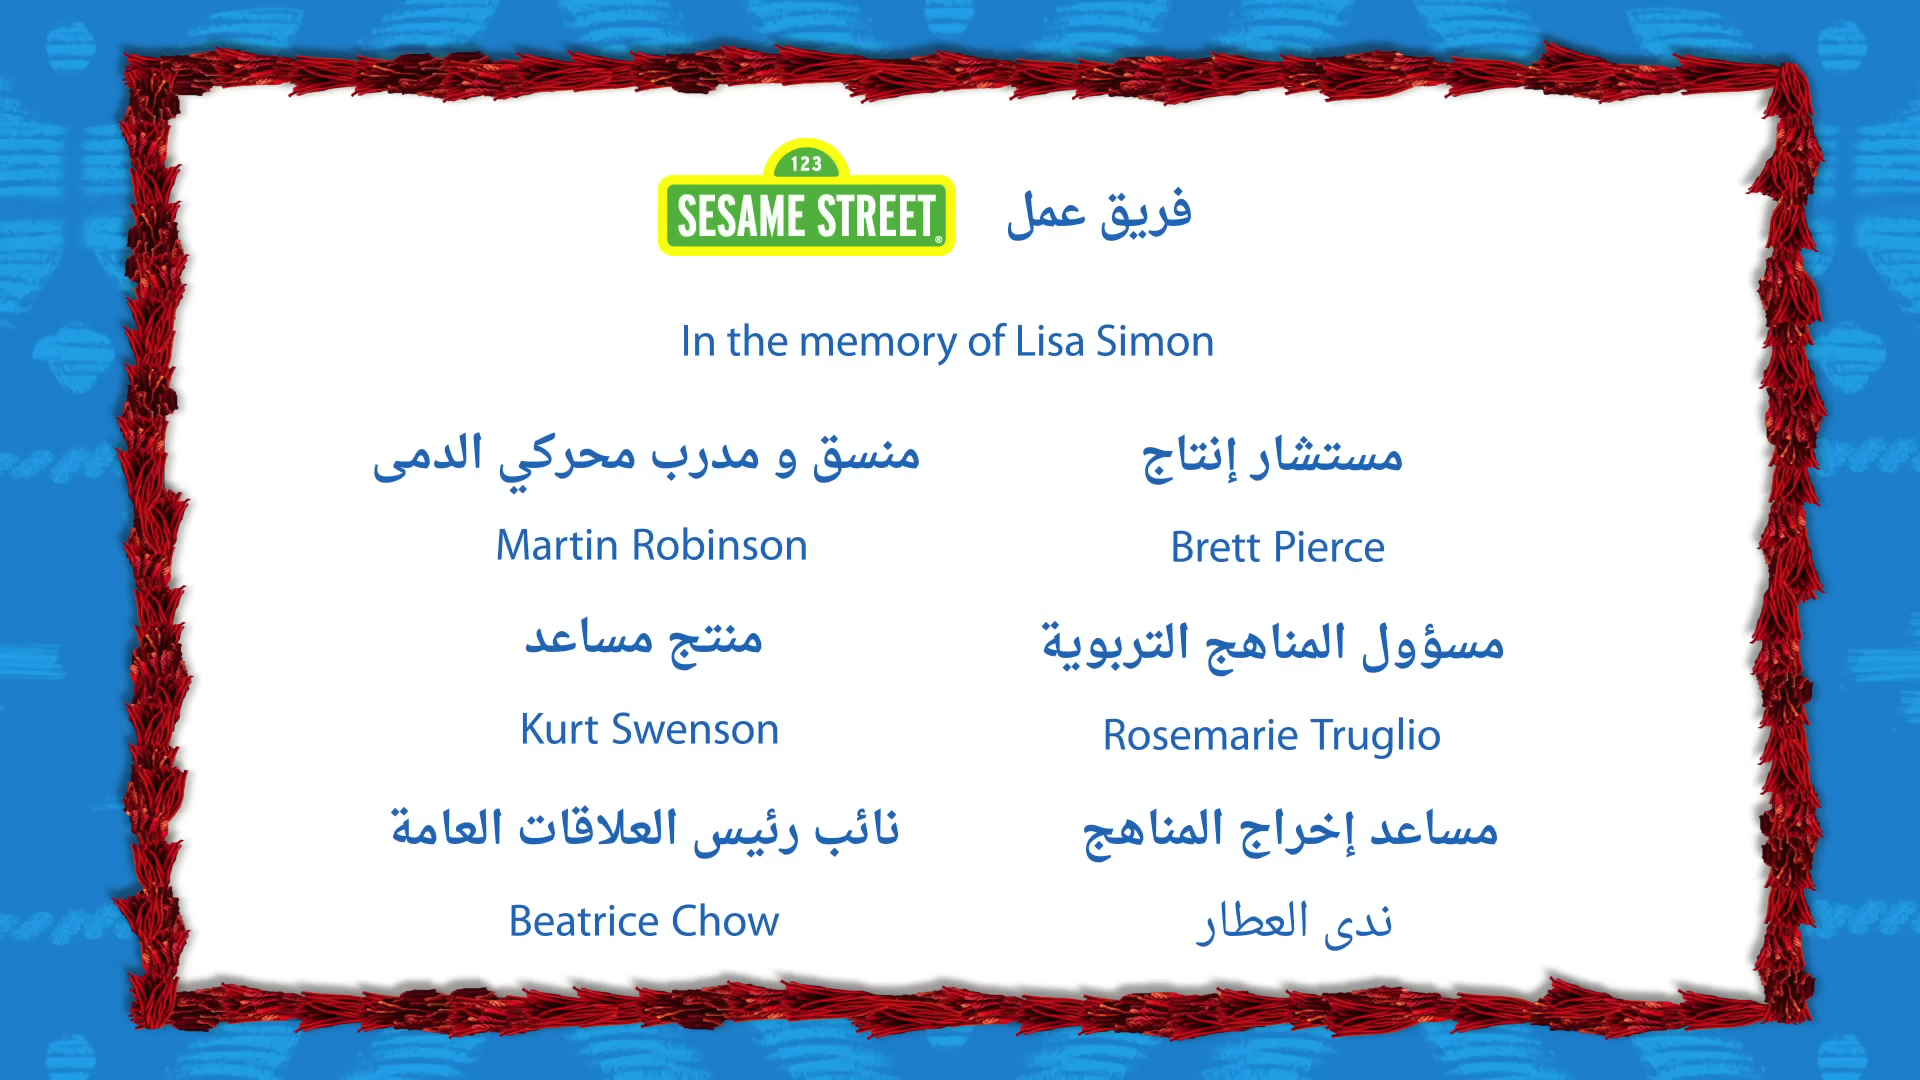 123
فريق عمل SESAME STREET®
In the memory of Lisa Simon
مستشار إنتاج
Brett Pierce
منسق و مدرب محركي الدمى
Martin Robinson
مسؤول المناهج التربوية
Rosemarie Truglio
منتج مساعد
Kurt Swenson
مساعد إخراج المناهج
ندى العطار
نائب رئيس العلاقات العامة
Beatrice Chow